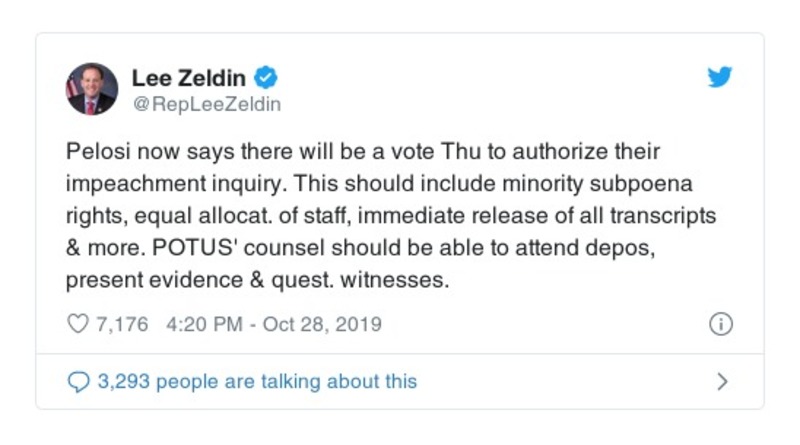 Lee Zeldin
@RepLeeZeldin
Pelosi now says there will be a vote Thu to authorize their
impeachment inquiry. This should include minority subpoena
rights, equal allocat. of staff, immediate release of all transcripts
& more. POTUS' counsel should be able to attend depos,
present evidence & quest. witnesses.
7,176 4:20 PM - Oct 28, 2019
3,293 people are talking about this